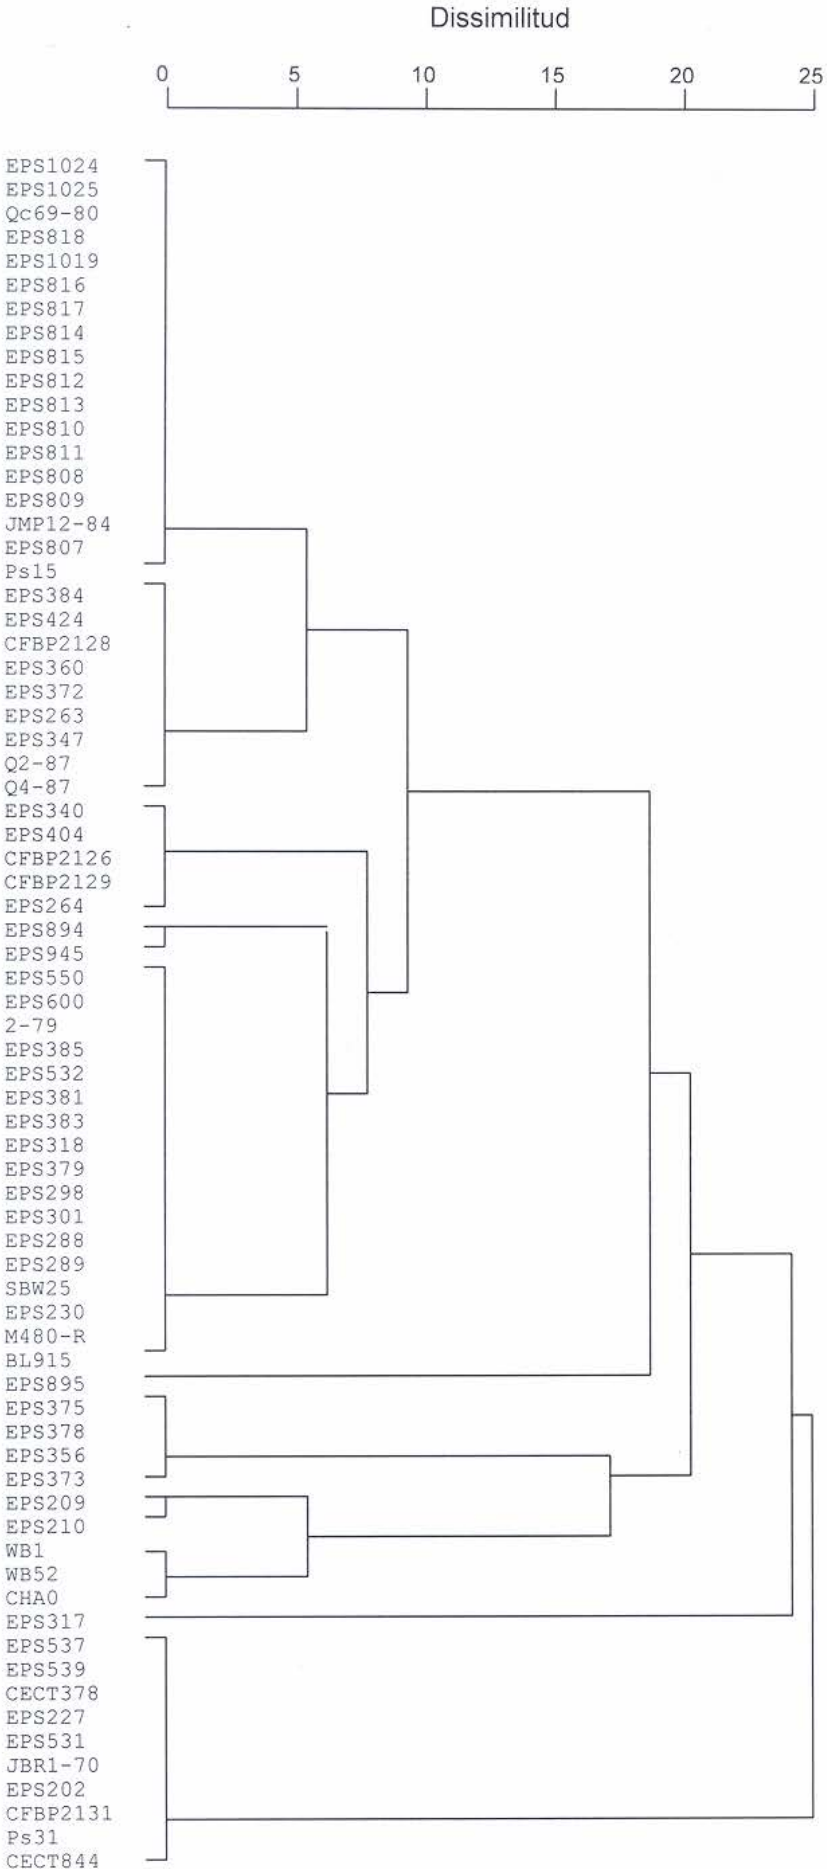 Dissimilitud
0 5 10 15 20 25
EPS1024
EPS1025
Qc69-80
EPS818
EPS1019
EPS816
EPS817
EPS814
EPS815
EPS812
EPS813
EPS810
EPS811
EPS808
EPS809
JMP12-84
EPS807
Ps15
EPS384
EPS424
CFBP2128
EPS360
EPS372
EPS263
EPS347
Q2-87
Q4-87
EPS340
EPS404
CFBP2126
CFBP2129
EPS264
EPS894
EPS945
EPS550
EPS600
2-79
EPS385
EPS532
EPS381
EPS383
EPS318
EPS379
EPS298
EPS301
EPS288
EPS289
SBW25
EPS230
M480-R
BL915
EPS895
EPS375
EPS378
EPS356
EPS373
EPS209
EPS210
WB1
WB52
CHA0
EPS317
EPS537
EPS539
CECT378
EPS227
EPS531
JBR1-70
EPS202
CFBP2131
Ps31
CECT844